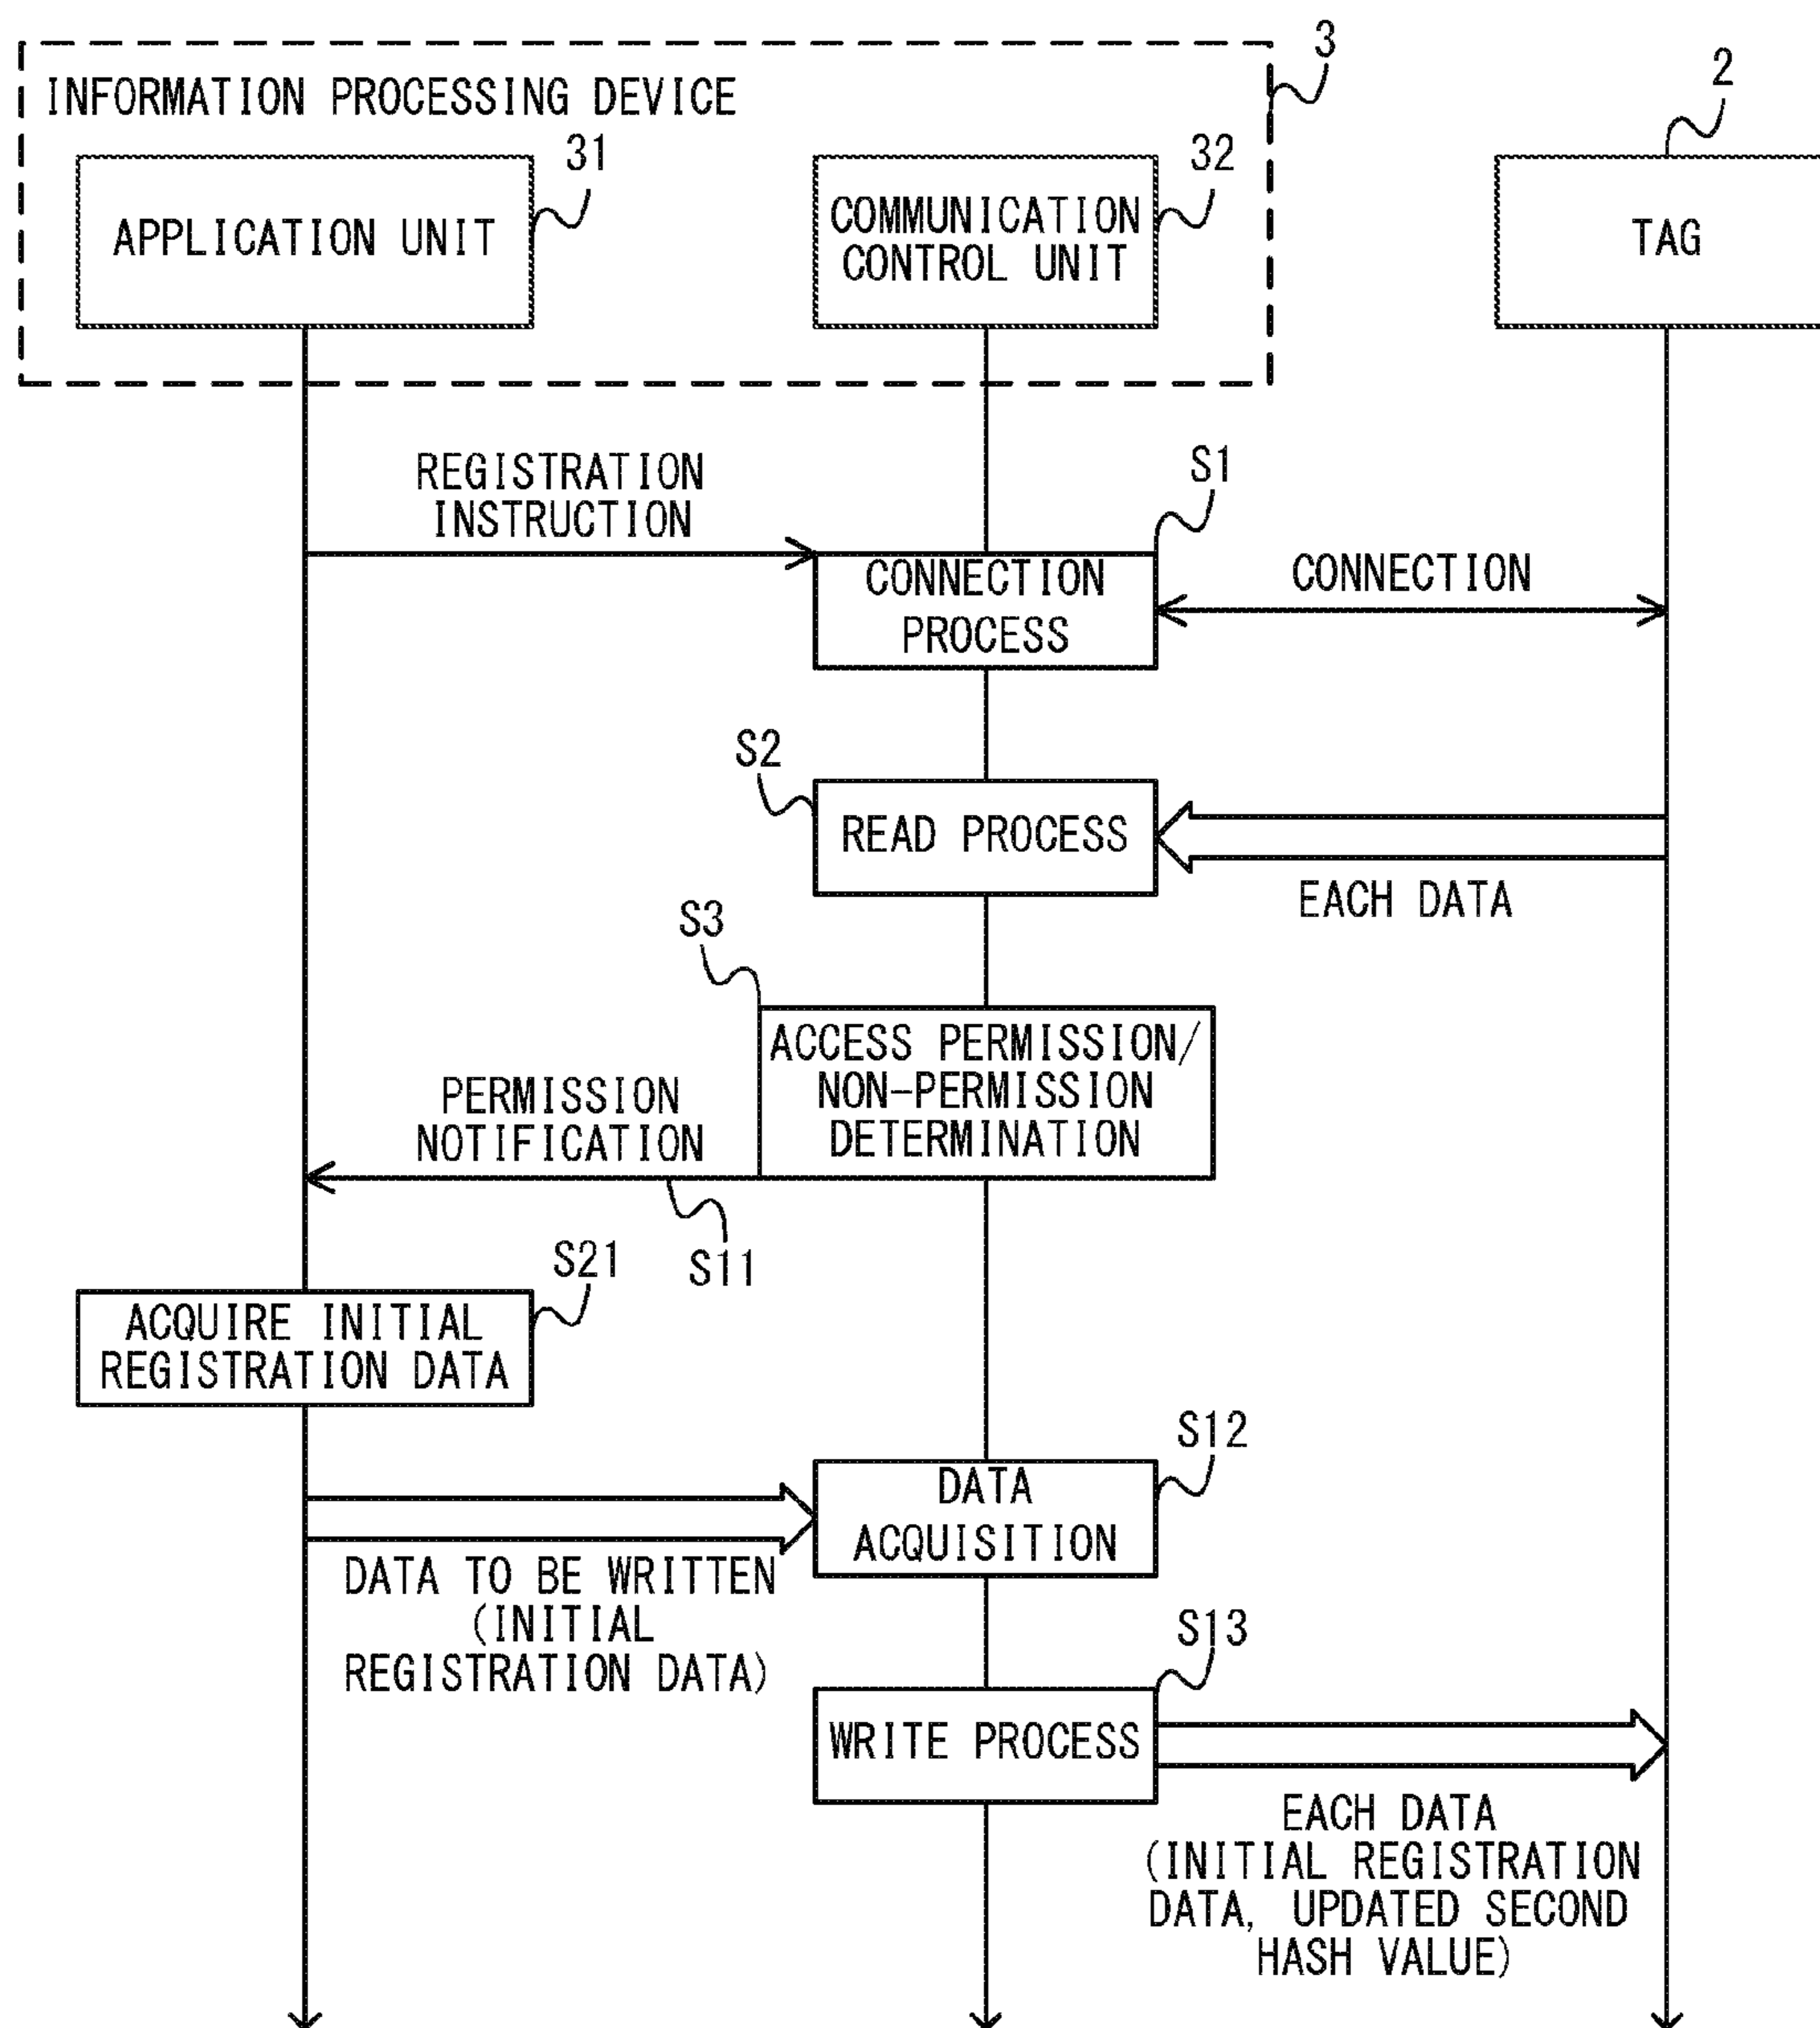 3
2
INFORMATION PROCESSING DEVICE
31
32
APPLICATION UNIT
COMMUNICATION
CONTROL UNIT
TAG
REGISTRATION
INSTRUCTION
S1
CONNECTION
PROCESS
CONNECTION
S2
READ PROCESS
EACH DATA
S3
ACCESS PERMISSION/
NON-PERMISSION
DETERMINATION
PERMISSION
NOTIFICATION
S11
S21
ACQUIRE INITIAL
REGISTRATION DATA
S12
DATA
ACQUISITION
DATA TO BE WRITTEN
(INITIAL
REGISTRATION DATA)
S13
WRITE PROCESS
EACH DATA
(INITIAL REGISTRATION
DATA, UPDATED SECOND
HASH VALUE)